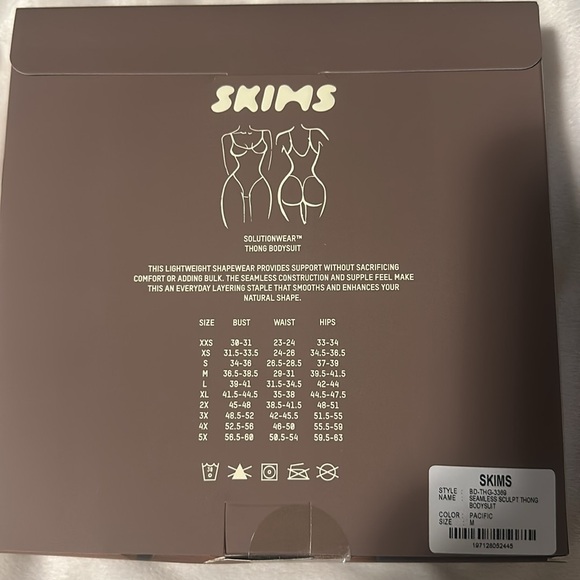 SKIMS
SOLUTIONWEAR™
THONG BODYSUIT
THIS LIGHTWEIGHT SHAPEWEAR PROVIDES SUPPORT WITHOUT SACRIFICING
COMFORT OR ADDING BULK. THE SEAMLESS CONSTRUCTION AND SUPPLE FEEL MAKE
THIS AN EVERYDAY LAYERING STAPLE THAT SMOOTHS AND ENHANCES YOUR
NATURAL SHAPE.
SIZE BUST WAIST HIPS
XXS 30-31 23-24 33-34
XS 31.5-33.5 24-26 34.5-36.5
S 34-36 26.5-28.5 37-39
M 36.5-38.5 29-31 39.5-41.5
L 39-41 31.5-34.5 42-44
XL 41.5-44.5 35-38 44.5-47.5
2X 45-48 38.5-41.5 48-51
3X 48.5-52 42-45.5 51.5-55
4X 52.5-56 46-50 55.5-59
5X 56.5-60 50.5-54 59.5-63
SKIMS
STYLE : BD-THG-3369
NAME : SEAMLESS SCULPT THONG
BODYSUIT
COLOR : PACIFIC
SIZE : M
197128052445